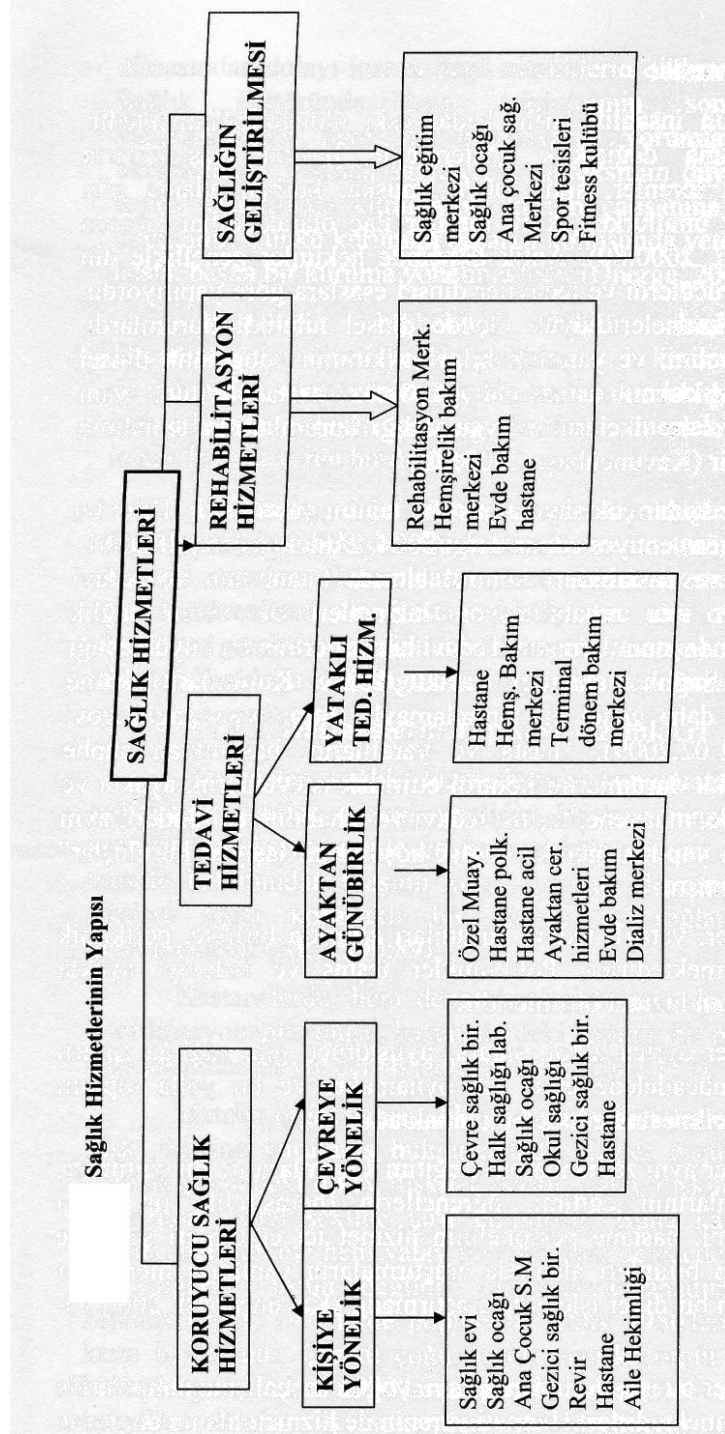 Sağlık Hizmetlerinin Yapısı
SAĞLIK HİZMETLERİ
KORUYUCU SAĞLIK
HİZMETLERİ
TEDAVİ
HİZMETLERİ
REHABİLİTASYON
HİZMETLERİ
SAĞLIĞIN
GELİŞTİRİLMESİ
KİŞİYE
YÖNELİK
ÇEVREYE
YÖNELİK
AYAKTAN
GÜNÜBİRLİK
YATAKLI
TED. HİZM.
Sağlık evi
Sağlık ocağı
Ana Çocuk S.M
Gezici sağlık bir.
Revir
Hastane
Aile Hekimliği
Çevre sağlık bir.
Halk sağlığı lab.
Sağlık ocağı
Okul sağlığı
Gezici sağlık bir.
Hastane
Özel Muay.
Hastane polk.
Hastane acil
Ayaktan cer.
hizmetleri
Evde bakım
Dializ merkezi
Hastane
Hemş. Bakım
merkezi
Terminal
dönem bakım
merkezi
Rehabilitasyon Merk.
Hemşirelik bakım
merkezi
Evde bakım
hastane
Sağlık eğitim
merkezi
Sağlık ocağı
Ana çocuk sağ.
Merkezi
Spor tesisleri
Fitness kulübü